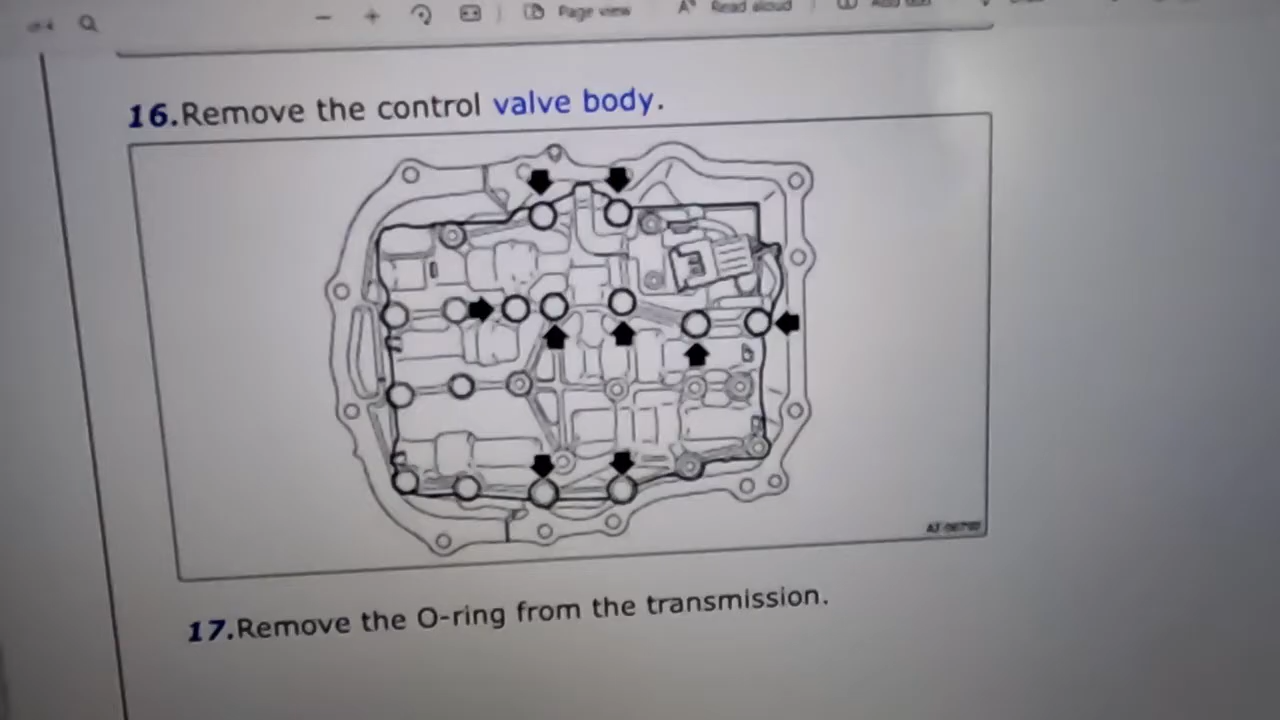 Page view
Read aloud
16.Remove the control valve body.
17.Remove the O-ring from the transmission.